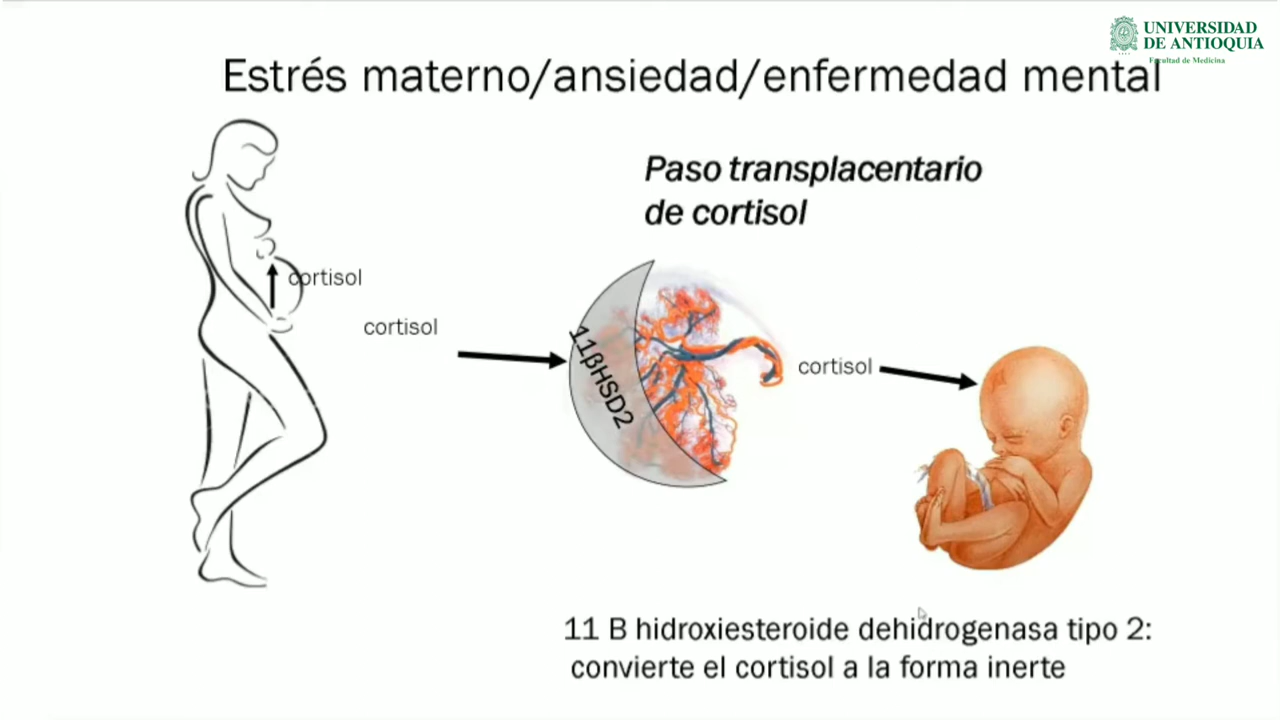 UNIVERSIDAD
DE ANTIOQUIA
Facultad de Medicina
Estrés materno/ansiedad/enfermedad mental
Paso transplacentario
de cortisol
cortisol
cortisol
11βHSD2
cortisol
11 B hidroxiesteroide dehidrogenasa tipo 2:
convierte el cortisol a la forma inerte